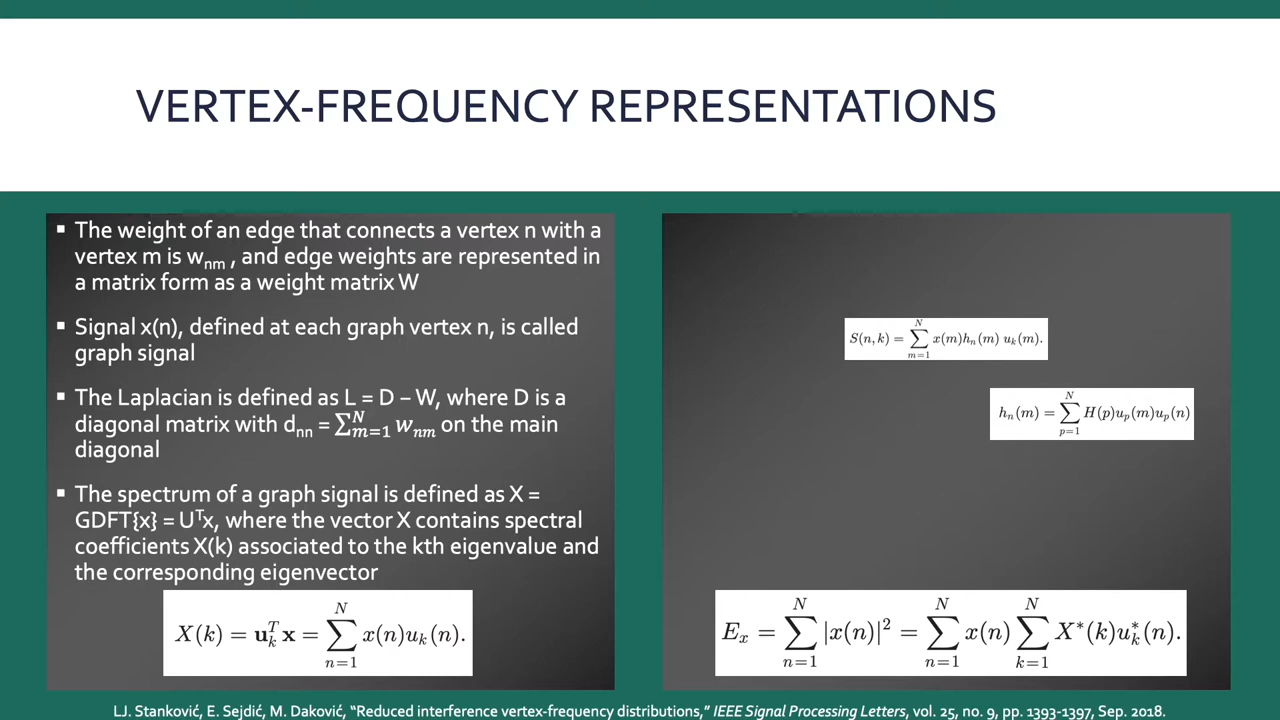 VERTEX-FREQUENCY REPRESENTATIONS
▪ The weight of an edge that connects a vertex n with a
vertex m is wₙₘ , and edge weights are represented in
a matrix form as a weight matrix W
▪ Signal x(n), defined at each graph vertex n, is called
graph signal
▪ The Laplacian is defined as L = D – W, where D is a
diagonal matrix with dₙₙ = ∑_{m=1}^{N} w_{nm} on the main
diagonal
▪ The spectrum of a graph signal is defined as X =
GDFT{x} = Uᵀx, where the vector X contains spectral
coefficients X(k) associated to the kth eigenvalue and
the corresponding eigenvector
X(k) = u_k^T x = ∑_{n=1}^{N} x(n)u_k(n).
S(n, k) = ∑_{m=1}^{N} x(m)h_n(m) u_k(m).
h_n(m) = ∑_{p=1}^{N} H(p)u_p(m)u_p(n)
E_x = ∑_{n=1}^{N} |x(n)|² = ∑_{n=1}^{N} x(n) ∑_{k=1}^{N} X*(k)u_k^*(n).
LJ. Stanković, E. Sejdić, M. Daković, “Reduced interference vertex-frequency distributions,” IEEE Signal Processing Letters, vol. 25, no. 9, pp. 1393-1397, Sep. 2018.